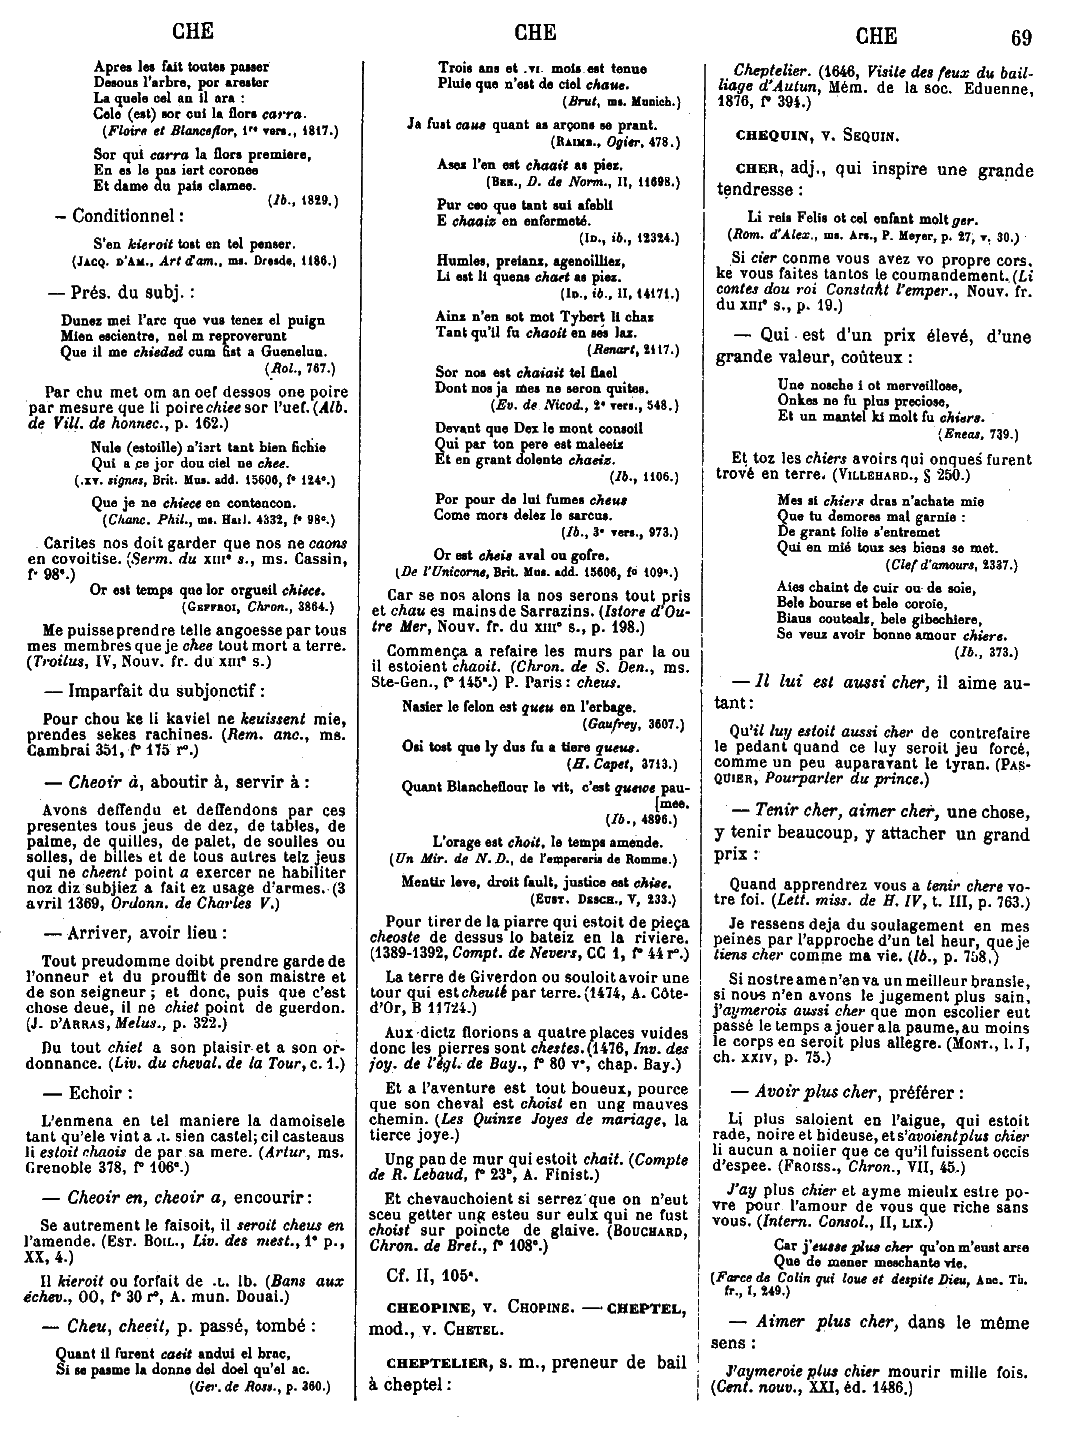 CHE
CHE
CHE
69
Apres les fait toutes passer
Desous l'arbre, por arester
La quele cel an il ara :
Cele (est) sor cui la flors carra.
(Floire et Blanceflor, 1re vers., 1817.)
Sor qui carra la flors premiere,
En es le pas iert coronee
Et dame du païs clamee.
(Ib., 1829.)
– Conditionnel :
S'en kieroit tost en tel penser.
(JACQ. D'AM., Art d'am., ms. Dresde, 1186.)
— Prés. du subj. :
Dunez mei l'arc que vus tenez el puign
Mien escientre, nel m reproverunt
Que il me chieded cum fist a Guenelun.
(Rol., 767.)
Par chu met om an oef dessos one poire
par mesure que li poire chiee sor l'uef. (Alb.
de Vill. de honnec., p. 162.)
Nule (estoille) n'iart tant bien fichie
Qui a ce jor dou ciel ne chee.
(.XV. signes, Brit. Mus. add. 15606, f° 124c.)
Que je ne chiece en contencon.
(Chanc. Phil., ms. Harl. 4332, f° 98c.)
Carites nos doit garder que nos ne caons
en covoitise. (Serm. du XIIIe s., ms. Cassin,
f° 98c.)
Or est temps que lor orgueil chiece.
(GEFFROI, Chron., 3864.)
Me puisse prendre telle angoesse par tous
mes membres que je chee tout mort a terre.
(Troilus, IV, Nouv. fr. du XIIIe s.)
— Imparfait du subjonctif :
Pour chou ke li kaviel ne keuissent mie,
prendes sekes rachines. (Rem. anc., ms.
Cambrai 351, f° 175 r°.)
— Cheoir à, aboutir à, servir à :
Avons deffendu et deffendons par ces
presentes tous jeus de dez, de tables, de
palme, de quilles, de palet, de soulles ou
solles, de billes et de tous autres telz jeus
qui ne cheent point a exercer ne habiliter
noz diz subjiez a fait ez usage d'armes. (3
avril 1369, Ordonn. de Charles V.)
— Arriver, avoir lieu :
Tout preudomme doibt prendre garde de
l'onneur et du prouffit de son maistre et
de son seigneur ; et donc, puis que c'est
chose deue, il ne chiet point de guerdon.
(J. D'ARRAS, Melus., p. 322.)
Du tout chiet a son plaisir et a son or-
donnance. (Liv. du cheval. de la Tour, c. 1.)
— Echoir :
L'enmena en tel maniere la damoisele
tant qu'ele vint a .I. sien castel; cil casteaus
li estoit chaois de par sa mere. (Artur, ms.
Grenoble 378, f° 106c.)
— Cheoir en, cheoir a, encourir :
Se autrement le faisoit, il seroit cheus en
l'amende. (EST. BOIL., Liv. des mest., 1e p.,
XX, 4.)
Il kieroit ou forfait de .L. lb. (Bans aux
échev., OO, f° 30 r°, A. mun. Douai.)
— Cheu, cheeit, p. passé, tombé :
Quant il furent caeit andui el brac,
Si se pasme la donne del doel qu'el ac.
(Ger. de Ross., p. 360.)
Trois ans et .VI. mois est tenue
Pluie que n'est de ciel chaue.
(Brut, ms. Munich.)
Ja fust caus quant as arçons se prant.
(RAIMB., Ogier, 478.)
Asez l'en est chaait as piez.
(BEN., D. de Norm., II, 11698.)
Pur ceo que tant sui afebli
E chaaiz en enfermeté.
(ID., ib., 12324.)
Humles, preianz, agenoilliez,
Li est li quens chaet as piez.
(ID., ib., II, 14171.)
Ainz n'en sot mot Tybert li chaz
Tant qu'il fu chaoit en ses laz.
(Renart, 2117.)
Sor nos est chaiait tel flael
Dont nos ja mes ne seron quites.
(Ev. de Nicod., 2e vers., 548.)
Devant que Dez le mont consoil
Qui par ton pere est maleeiz
Et en grant dolente chaeiz.
(Ib., 1106.)
Por pour de lui fumes cheus
Come mors delez le sarcus.
(Ib., 3e vers., 973.)
Or est cheis aval ou gofre.
(De l'Unicorne, Brit. Mus. add. 15606, fo 109c.)
Car se nos alons la nos serons tout pris
et chau es mains de Sarrazins. (Istore d'Ou-
tre Mer, Nouv. fr. du XIIIe s., p. 198.)
Commença a refaire les murs par la ou
il estoient chaoit. (Chron. de S. Den., ms.
Ste-Gen., f° 145c.) P. Paris : cheus.
Nasier le felon est queu en l'erbage.
(Gaufrey, 3607.)
Osi tost que ly dus fu a tiere queus.
(H. Capet, 3713.)
Quant Blancheflour le vit, c'est queue pau-
[mee.
(Ib., 4896.)
L'orage est choit, le temps amende.
(Un Mir. de N. D., de l'empereris de Romme.)
Mentir leve, droit fault, justice est chise.
(EUST. DESCH., V, 233.)
Pour tirer de la piarre qui estoit de pieça
cheoste de dessus lo bateiz en la riviere.
(1389-1392, Compt. de Nevers, CC 1, f° 44 r°.)
La terre de Giverdon ou souloit avoir une
tour qui est cheute par terre. (1474, A. Côte-
d'Or, B 11724.)
Aux dictz florions a quatre places vuides
donc les pierres sont chestes. (1476, Inv. des
joy. de l'égl. de Bay., f° 80 v°, chap. Bay.)
Et a l'aventure est tout boueux, pource
que son cheval est choist en ung mauves
chemin. (Les Quinze Joyes de mariage, la
tierce joye.)
Ung pan de mur qui estoit chait. (Compte
de R. Lebaud, f° 23b, A. Finist.)
Et chevauchoient si serrez que on n'eut
sceu getter ung esteu sur eulx qui ne fust
choist sur poincte de glaive. (BOUCHARD,
Chron. de Bret., f° 108c.)
Cf. II, 105a.
CHEOPINE, V. CHOPINE. — CHEPTEL,
mod., V. CHETEL.
CHEPTELIER, s. m., preneur de bail
à cheptel :
Cheptelier. (1646, Visite des feux du bail-
liage d'Autun, Mém. de la soc. Eduenne,
1876, f° 394.)
CHEQUIN, V. SEQUIN.
CHER, adj., qui inspire une grande
tendresse :
Li reis Felis ot cel enfant molt ger.
(Rom. d'Alex., ms. Ars., P. Meyer, p. 27, v. 30.)
Si cier conme vous avez vo propre cors,
ke vous faites tantos le coumandement. (Li
contes dou roi Constant l'emper., Nouv. fr.
du XIIIe s., p. 19.)
— Qui est d'un prix élevé, d'une
grande valeur, coûteux :
Une nosche i ot merveillose,
Onkes ne fu plus preciose,
Et un mantel ki molt fu chiers.
(Eneas, 739.)
Et toz les chiers avoirs qui onques furent
trové en terre. (VILLEHARD., § 250.)
Mes si chiers dras n'achate mie
Que tu demores mal garnie :
De grant folie s'entremet
Qui en mié touz ses biens se met.
(Clef d'amours, 2337.)
Aies chaint de cuir ou de soie,
Bele bourse et bele coroie,
Biaus couteals, bele gibechiere,
Se veuz avoir bonne amour chiere.
(Ib., 373.)
— Il lui est aussi cher, il aime au-
tant :
Qu'il luy estoit aussi cher de contrefaire
le pedant quand ce luy seroit jeu forcé,
comme un peu auparavant le tyran. (PAS-
QUIER, Pourparler du prince.)
— Tenir cher, aimer cher, une chose,
y tenir beaucoup, y attacher un grand
prix :
Quand apprendrez vous a tenir chere vo-
tre foi. (Lett. miss. de H. IV, t. III, p. 763.)
Je ressens deja du soulagement en mes
peines par l'approche d'un tel heur, que je
tiens cher comme ma vie. (Ib., p. 758.)
Si nostre ame n'en va un meilleur bransle,
si nous n'en avons le jugement plus sain,
j'aymerois aussi cher que mon escolier eut
passé le temps a jouer a la paume, au moins
le corps en seroit plus allegre. (MONT., l. I,
ch. XXIV, p. 75.)
— Avoir plus cher, préférer :
Li plus saloient en l'aigue, qui estoit
rade, noire et hideuse, et s'avoient plus chier
li aucun a noiier que ce qu'il fuissent occis
d'espee. (FROISS., Chron., VII, 45.)
J'ay plus chier et ayme mieulx estre po-
vre pour l'amour de vous que riche sans
vous. (Intern. Consol., II, LIX.)
Car j'eusse plus cher qu'on m'eust arse
Que de mener meschante vie.
(Farce de Colin qui loue et despite Dieu, Anc. Th.
fr., I, 249.)
— Aimer plus cher, dans le même
sens :
J'aymeroie plus chier mourir mille fois.
(Cent. nouv., XXI, éd. 1486.)